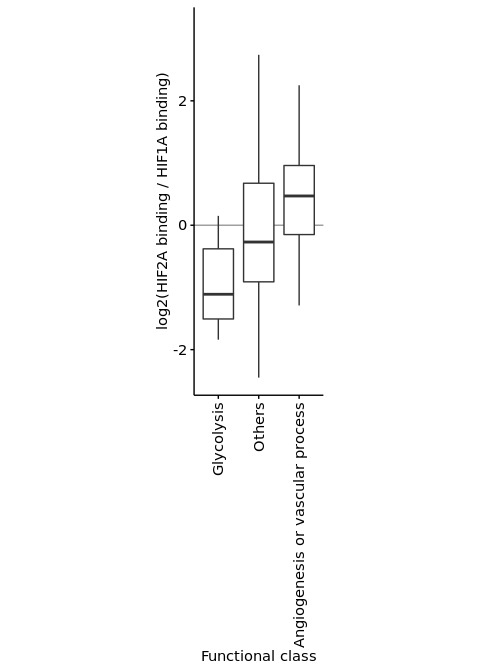 log2(HIF2A binding / HIF1A binding)
2
0
-2
Glycolysis
Others
Angiogenesis or vascular process
Functional class